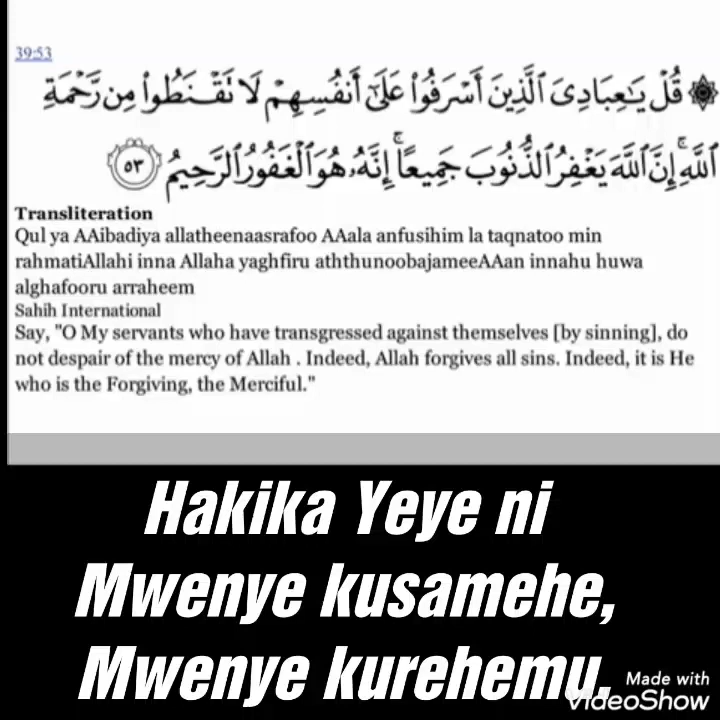 39:53
۞ قُلْ يَـٰعِبَادِىَ ٱلَّذِينَ أَسْرَفُوا۟ عَلَىٰٓ أَنفُسِهِمْ لَا تَقْنَطُوا۟ مِن رَّحْمَةِ
ٱللَّهِ ۚ إِنَّ ٱللَّهَ يَغْفِرُ ٱلذُّنُوبَ جَمِيعًا ۚ إِنَّهُۥ هُوَ ٱلْغَفُورُ ٱلرَّحِيمُ ٥٣
Transliteration
Qul ya AAibadiya allatheenaasrafoo AAala anfusihim la taqnatoo min
rahmatiAllahi inna Allaha yaghfiru aththunoobajameeAAan innahu huwa
alghafooru arraheem
Sahih International
Say, "O My servants who have transgressed against themselves [by sinning], do
not despair of the mercy of Allah . Indeed, Allah forgives all sins. Indeed, it is He
who is the Forgiving, the Merciful."
Hakika Yeye ni
Mwenye kusamehe,
Mwenye kurehemu.
Made with
VideoShow